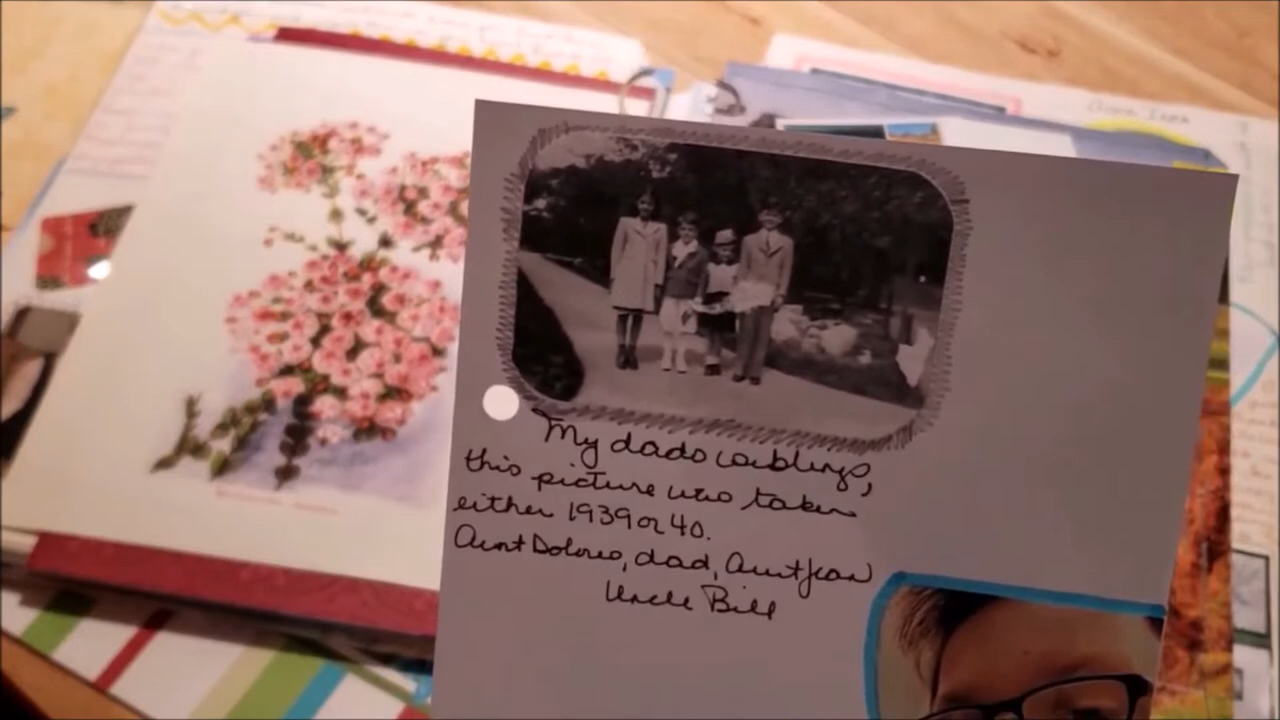 My dads siblings,
this picture was taken
either 1939 or 40.
Aunt Dolores, dad, Aunt Jean
Uncle Bill